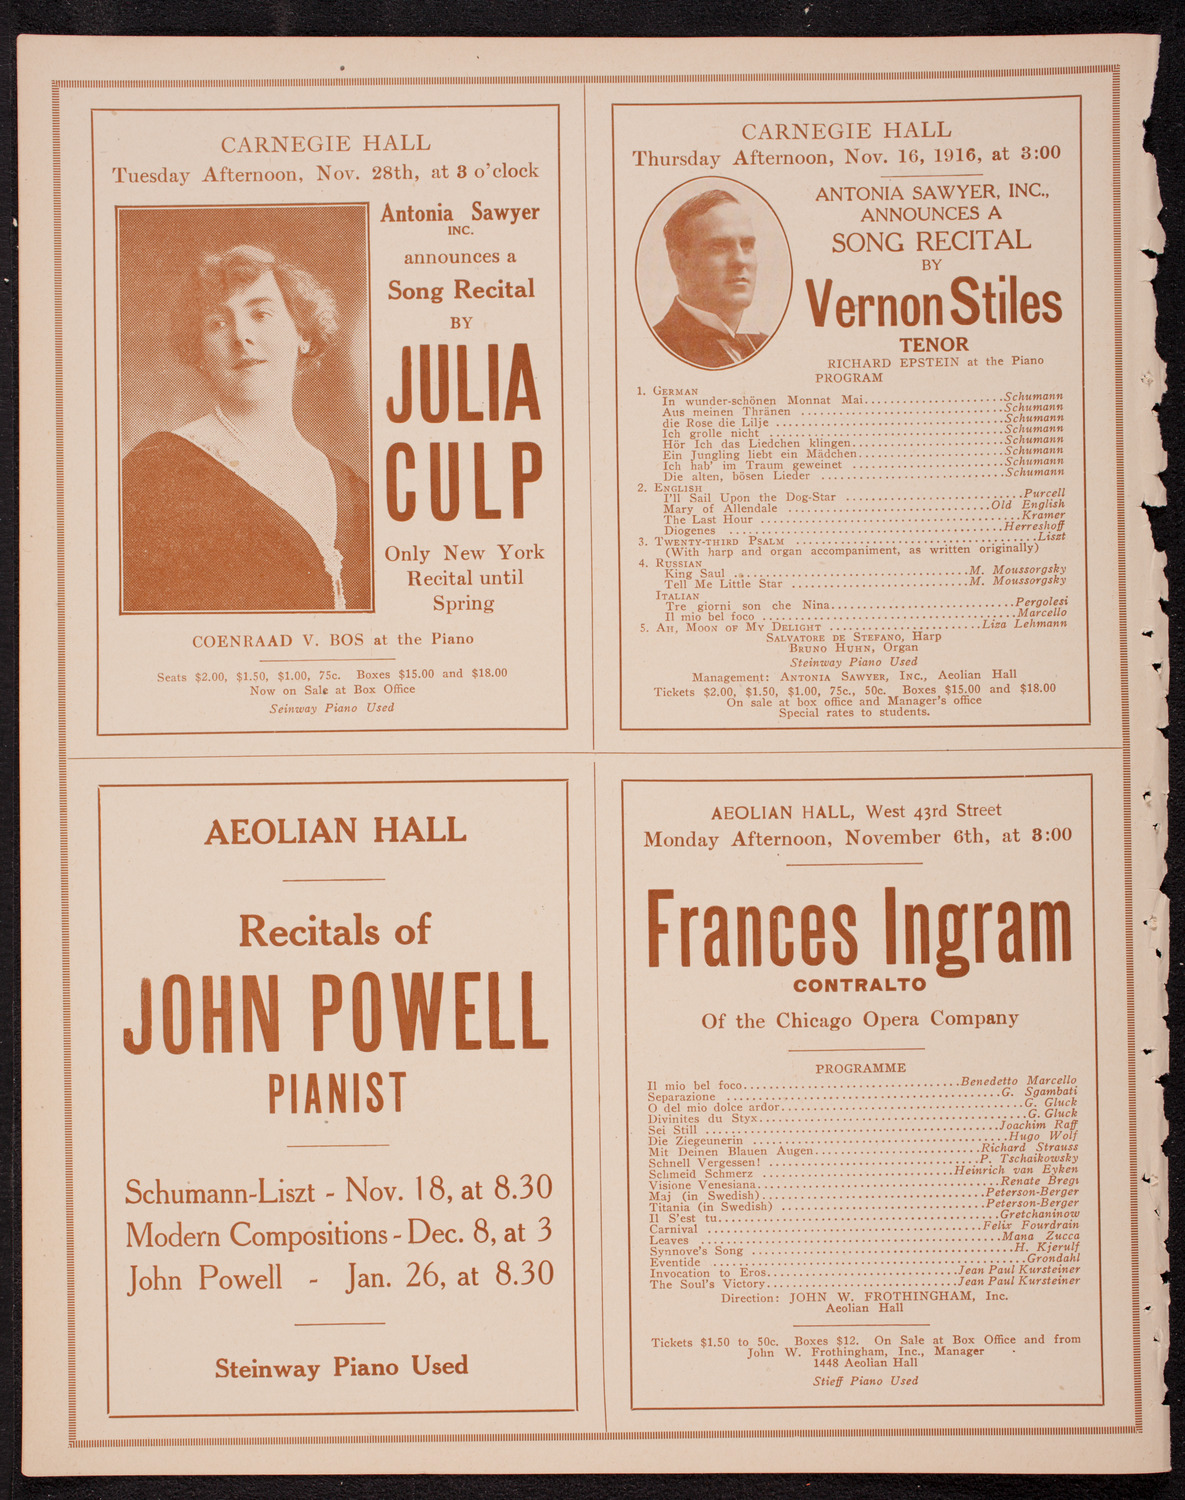 CARNEGIE HALL
Tuesday Afternoon, Nov. 28th, at 3 o'clock
Antonia Sawyer
INC.
announces a
Song Recital
BY
JULIA
CULP
Only New York
Recital until
Spring
COENRAAD V. BOS at the Piano
Seats $2.00, $1.50, $1.00, 75c. Boxes $15.00 and $18.00
Now on Sale at Box Office
Seinway Piano Used
CARNEGIE HALL
Thursday Afternoon, Nov. 16, 1916, at 3:00
ANTONIA SAWYER, INC.,
ANNOUNCES A
SONG RECITAL
BY
Vernon Stiles
TENOR
RICHARD EPSTEIN at the Piano
PROGRAM
1. GERMAN
In wunder-schönen Monnat Mai......................Schumann
Aus meinen Thränen ................................Schumann
die Rose die Lilje ....................................Schumann
Ich grolle nicht .....................................Schumann
Hör Ich das Liedchen klingen........................Schumann
Ein Jungling liebt ein Mädchen.......................Schumann
Ich hab' im Traum geweinet ........................Schumann
Die alten, bösen Lieder .............................Schumann
2. ENGLISH
I'll Sail Upon the Dog-Star ............................Purcell
Mary of Allendale ................................Old English
The Last Hour .........................................Kramer
Diogenes ...........................................Herreshoff
3. TWENTY-THIRD PSALM ......................................Liszt
(With harp and organ accompaniment, as written originally)
4. RUSSIAN
King Saul .......................................M. Moussorgsky
Tell Me Little Star ............................M. Moussorgsky
ITALIAN
Tre giorni son che Nina.............................Pergolesi
Il mio bel foco .......................................Marcello
5. AH, MOON OF MY DELIGHT ........................Liza Lehmann
SALVATORE DE STEFANO, Harp
BRUNO HUHN, Organ
Steinway Piano Used
Management: ANTONIA SAWYER, INC., Aeolian Hall
Tickets $2.00, $1.50, $1.00, 75c., 50c. Boxes $15.00 and $18.00
On sale at box office and Manager's office
Special rates to students.
AEOLIAN HALL
Recitals of
JOHN POWELL
PIANIST
Schumann-Liszt - Nov. 18, at 8.30
Modern Compositions - Dec. 8, at 3
John Powell - Jan. 26, at 8.30
Steinway Piano Used
AEOLIAN HALL, West 43rd Street
Monday Afternoon, November 6th, at 3:00
Frances Ingram
CONTRALTO
Of the Chicago Opera Company
PROGRAMME
Il mio bel foco..................................Benedetto Marcello
Separazione ..............................................G. Sgambati
O del mio dolce ardor......................................G. Gluck
Divinites du Styx..........................................G. Gluck
Sei Still ..............................................Joachim Raff
Die Ziegeunerin ........................................Hugo Wolf
Mit Deinen Blauen Augen..........................Richard Strauss
Schnell Vergessen! ................................P. Tschaikowsky
Schmeid Schmerz ...............................Heinrich van Eyken
Visione Venesiana......................................Renate Bregi
Maj (in Swedish)...................................Peterson-Berger
Titania (in Swedish) ................................Peterson-Berger
Il S'est tu............................................Gretchaninow
Carnival ...........................................Felix Fourdrain
Leaves ...............................................Mana Zucca
Synnove's Song .........................................H. Kjerulf
Eventide ................................................Grondahl
Invocation to Eros..............................Jean Paul Kursteiner
The Soul's Victory..............................Jean Paul Kursteiner
Direction: JOHN W. FROTHINGHAM, Inc.
Aeolian Hall
Tickets $1.50 to 50c. Boxes $12. On Sale at Box Office and from
John W. Frothingham, Inc., Manager
1448 Aeolian Hall
Stieff Piano Used